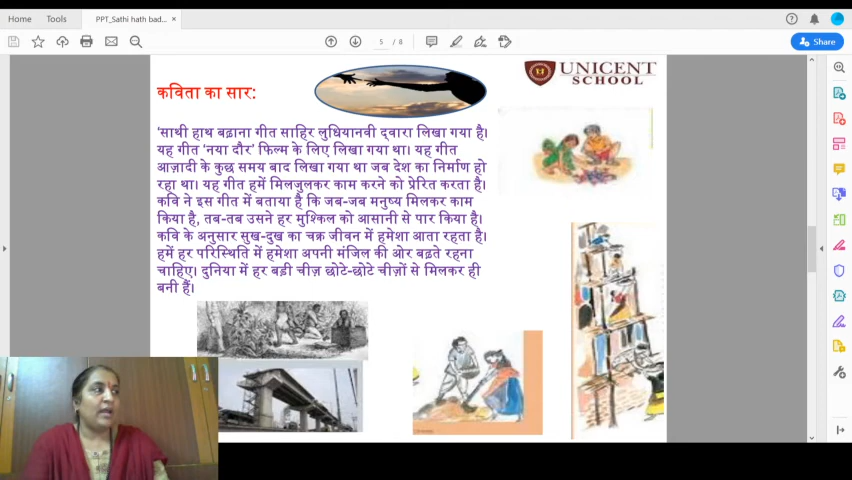 Home
Tools
PPT_Sathi hath bad...
×
5 / 8
Share
कविता का सार:
UNICENT
SCHOOL
'साथी हाथ बढ़ाना गीत साहिर लुधियानवी द्वारा लिखा गया है।
यह गीत 'नया दौर' फिल्म के लिए लिखा गया था। यह गीत
आज़ादी के कुछ समय बाद लिखा गया था जब देश का निर्माण हो
रहा था। यह गीत हमें मिलजुलकर काम करने को प्रेरित करता है।
कवि ने इस गीत में बताया है कि जब-जब मनुष्य मिलकर काम
किया है, तब-तब उसने हर मुश्किल को आसानी से पार किया है।
कवि के अनुसार सुख-दुख का चक्र जीवन में हमेशा आता रहता है।
हमें हर परिस्थिति में हमेशा अपनी मंजिल की ओर बढ़ते रहना
चाहिए। दुनिया में हर बड़ी चीज़ छोटे-छोटे चीज़ों से मिलकर ही
बनी हैं।